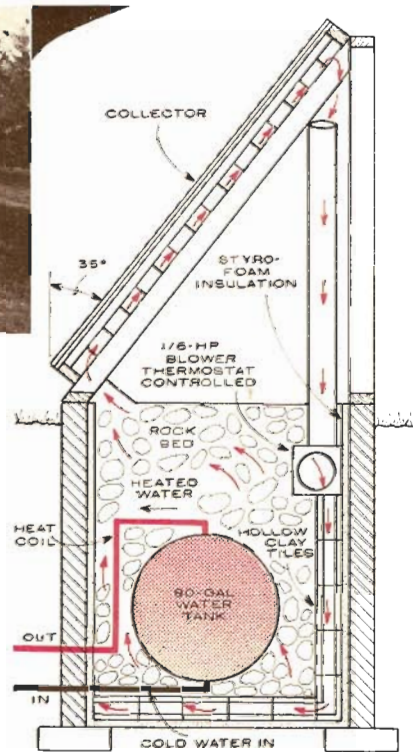 COLLECTOR
35°
STYRO-
FOAM
INSULATION
1/6-HP
BLOWER
THERMOSTAT
CONTROLLED
ROCK
BED
HEATED
WATER
HEAT
COIL
HOLLOW
CLAY
TILES
80-GAL
WATER
TANK
OUT
IN
COLD WATER IN